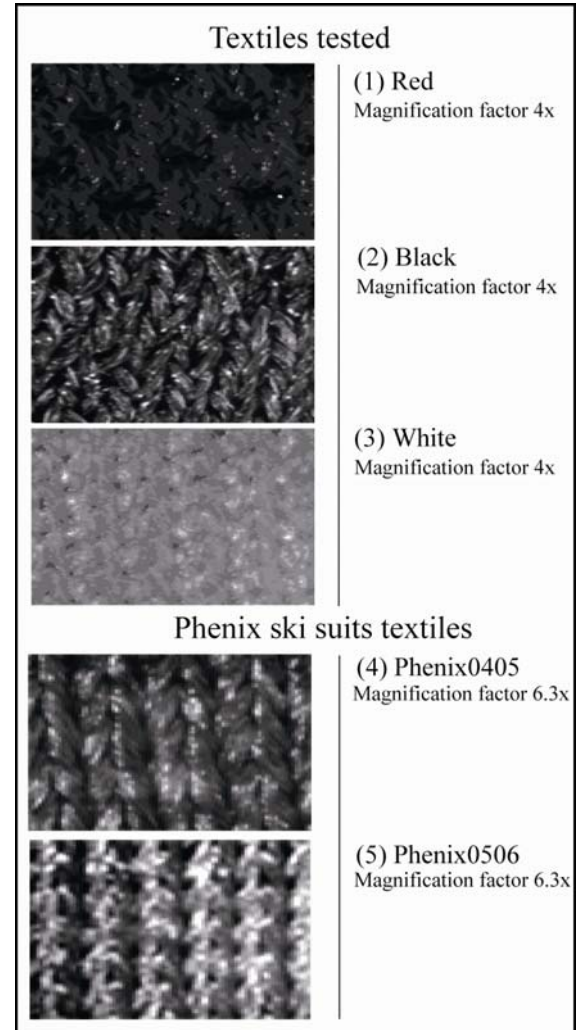 Textiles tested
(1) Red
Magnification factor 4x
(2) Black
Magnification factor 4x
(3) White
Magnification factor 4x
Phenix ski suits textiles
(4) Phenix0405
Magnification factor 6.3x
(5) Phenix0506
Magnification factor 6.3x